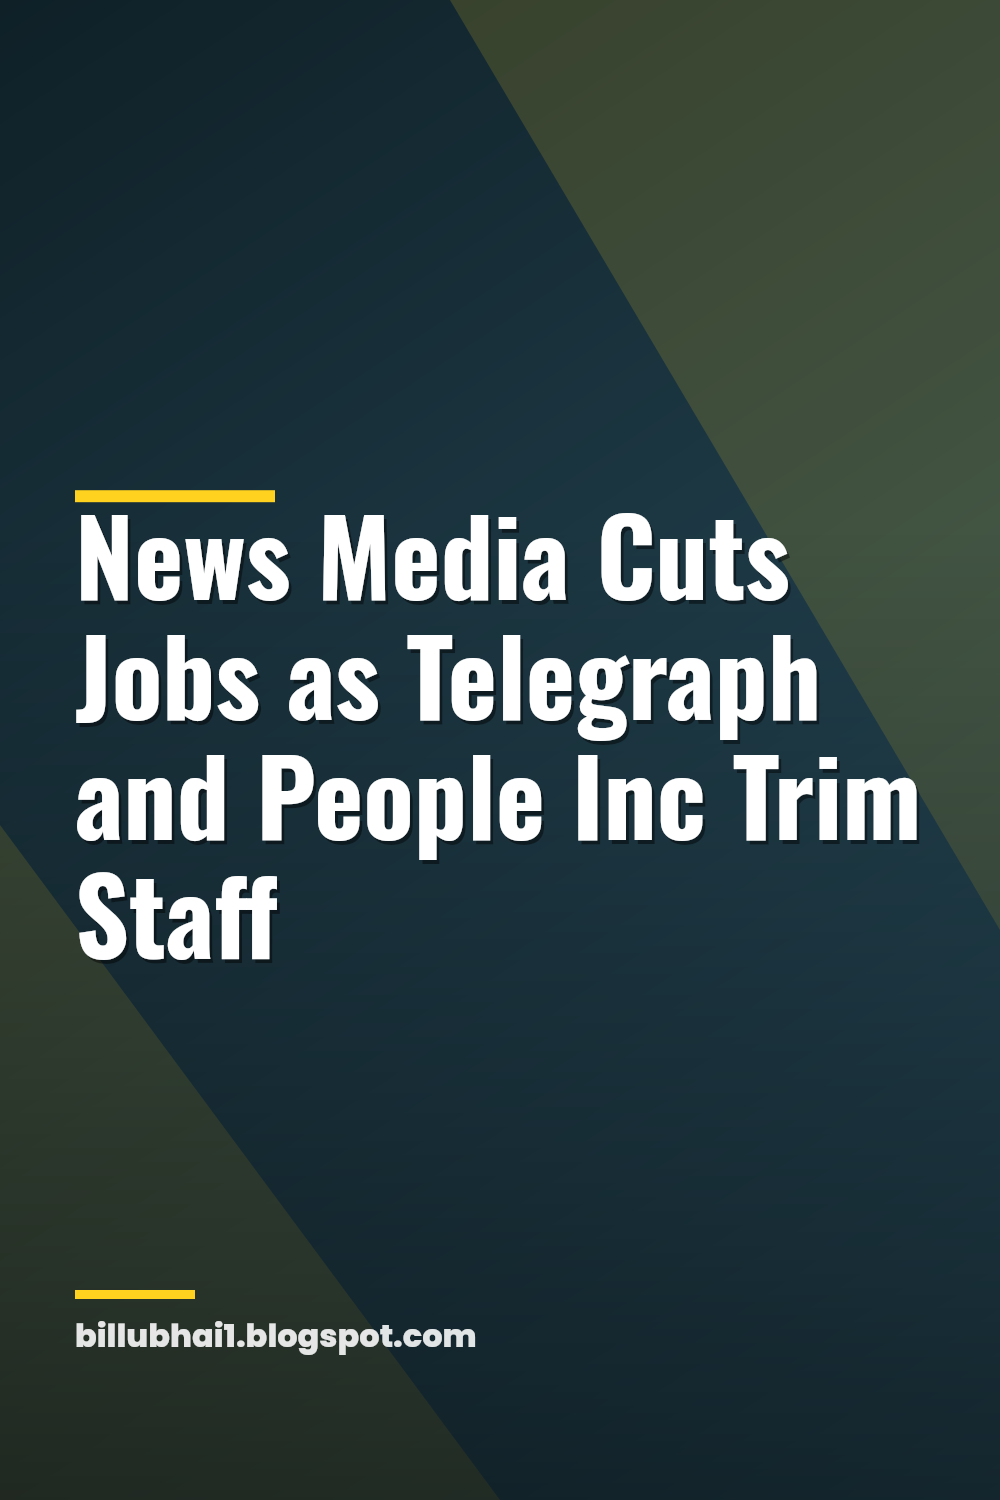 News Media Cuts
Jobs as Telegraph
and People Inc Trim
Staff
billubhai1.blogspot.com